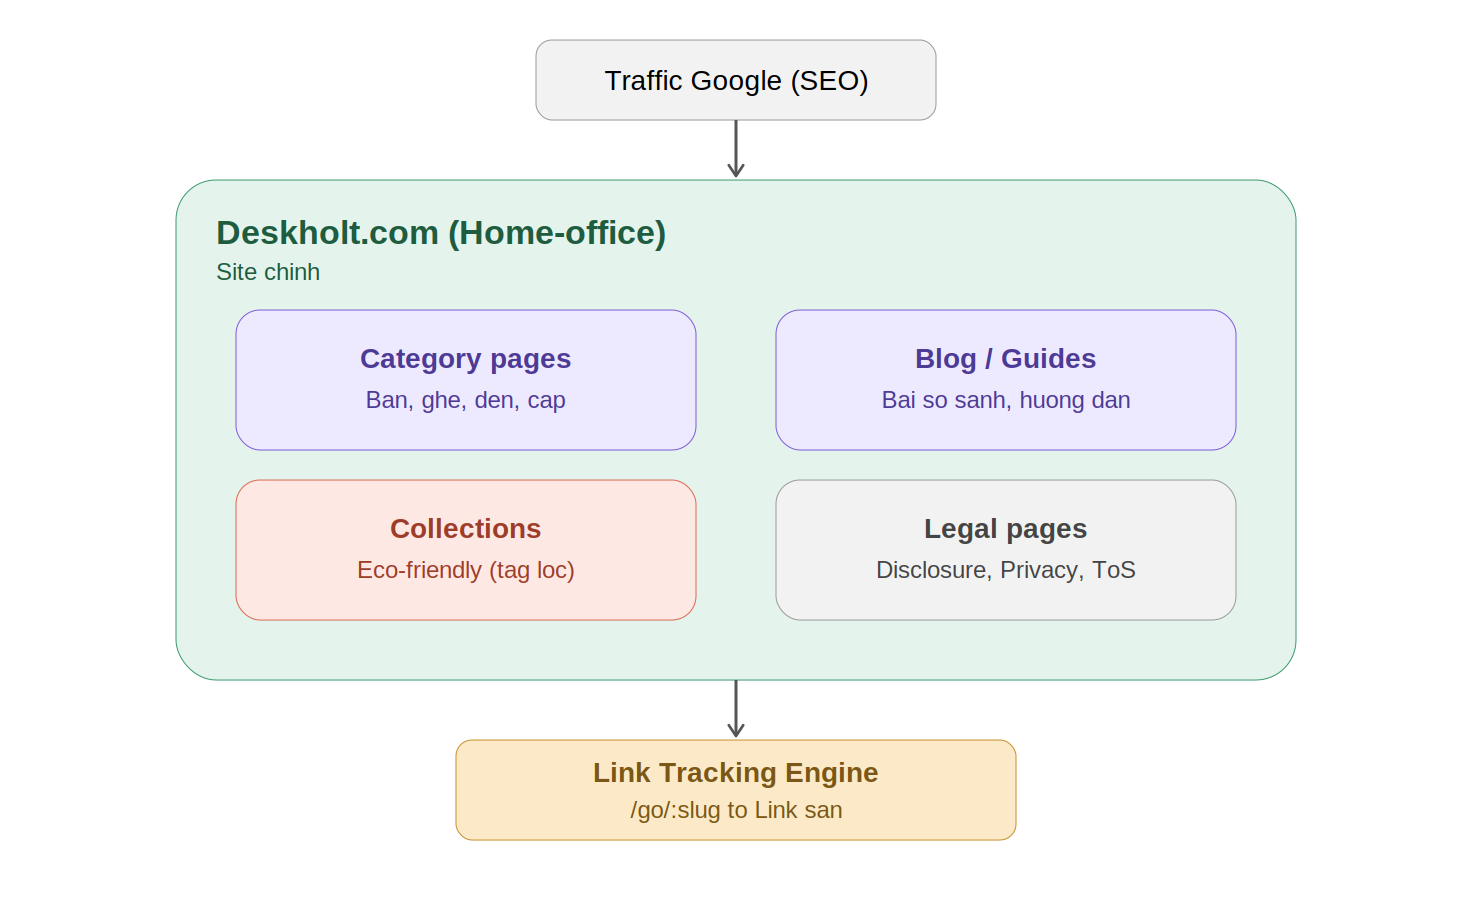 Traffic Google (SEO)
Deskholt.com (Home-office)
Site chinh
Category pages
Ban, ghe, den, cap
Blog / Guides
Bai so sanh, huong dan
Collections
Eco-friendly (tag loc)
Legal pages
Disclosure, Privacy, ToS
Link Tracking Engine
/go/:slug to Link san